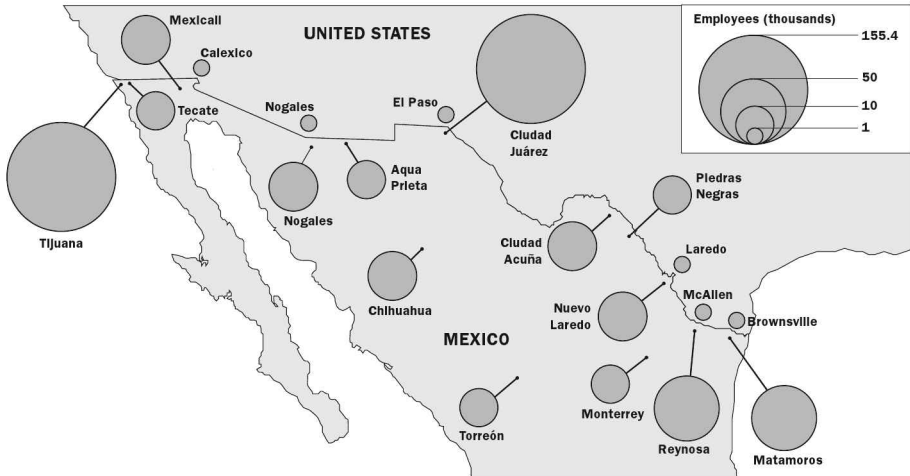 Mexicali
Calexico
UNITED STATES
Employees (thousands)
155.4
50
10
1
Tecate
Nogales
El Paso
Ciudad
Juárez
Aqua
Prieta
Piedras
Negras
Tijuana
Nogales
Ciudad
Acuña
Laredo
Chihuahua
McAllen
Nuevo
Laredo
Brownsville
MEXICO
Monterrey
Torreón
Reynosa
Matamoros